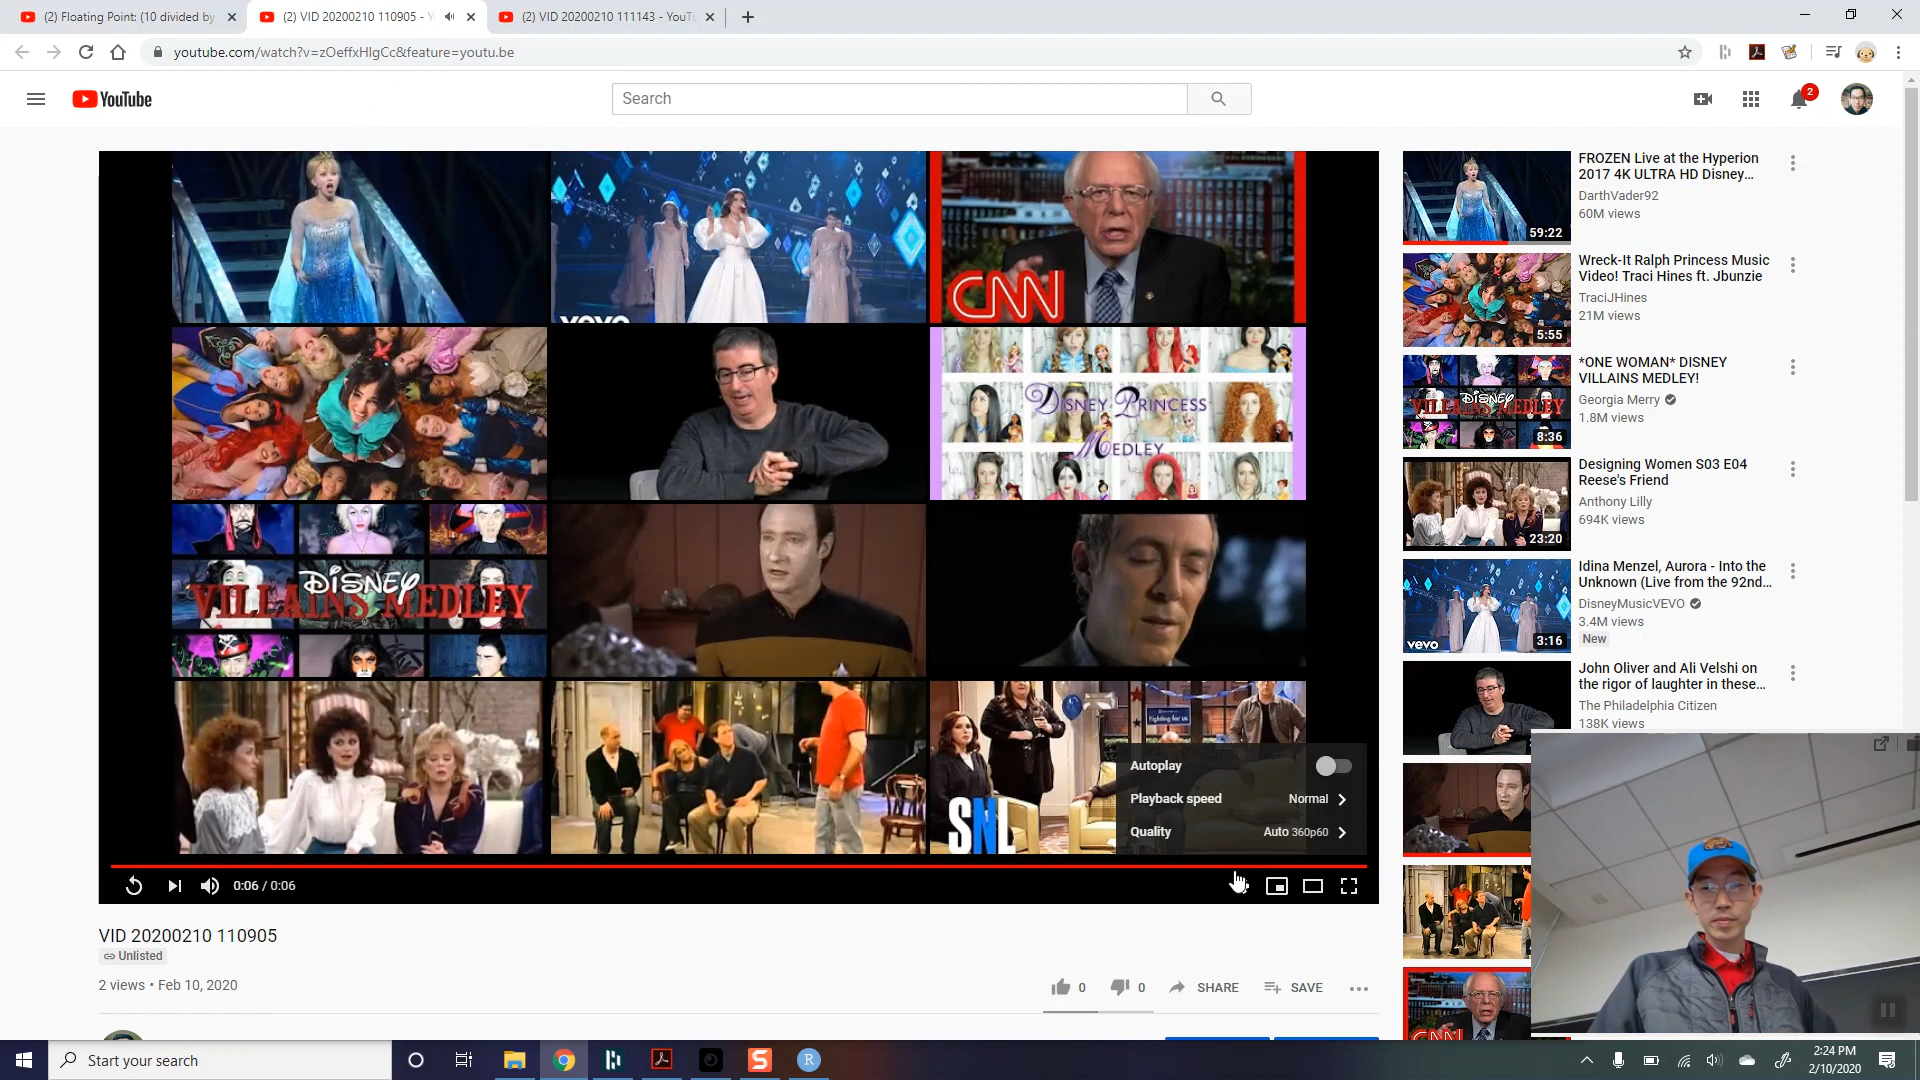 (2) Floating Point: (10 divided by
(2) VID 20200210 110905 - Y
(2) VID 20200210 111143 - YouTu
youtube.com/watch?v=zOeffxHlgCc&feature=youtu.be
YouTube
Search
2
CNN
vevo
DISNEY PRINCESS
MEDLEY
DISNEY
VILLAINS MEDLEY
Fighting for us
SNL
Autoplay
Playback speed Normal
Quality Auto 360p60
0:06 / 0:06
VID 20200210 110905
Unlisted
2 views • Feb 10, 2020
0 0 SHARE SAVE
FROZEN Live at the Hyperion
2017 4K ULTRA HD Disney...
DarthVader92
60M views
59:22
Wreck-It Ralph Princess Music
Video! Traci Hines ft. Jbunzie
TraciJHines
21M views
5:55
*ONE WOMAN* DISNEY
VILLAINS MEDLEY!
Georgia Merry
1.8M views
DISNEY
VILLAINS MEDLEY
8:36
Designing Women S03 E04
Reese's Friend
Anthony Lilly
694K views
23:20
Idina Menzel, Aurora - Into the
Unknown (Live from the 92nd...
DisneyMusicVEVO
3.4M views
New
vevo
3:16
John Oliver and Ali Velshi on
the rigor of laughter in these...
The Philadelphia Citizen
138K views
CNN
Start your search
2:24 PM
2/10/2020